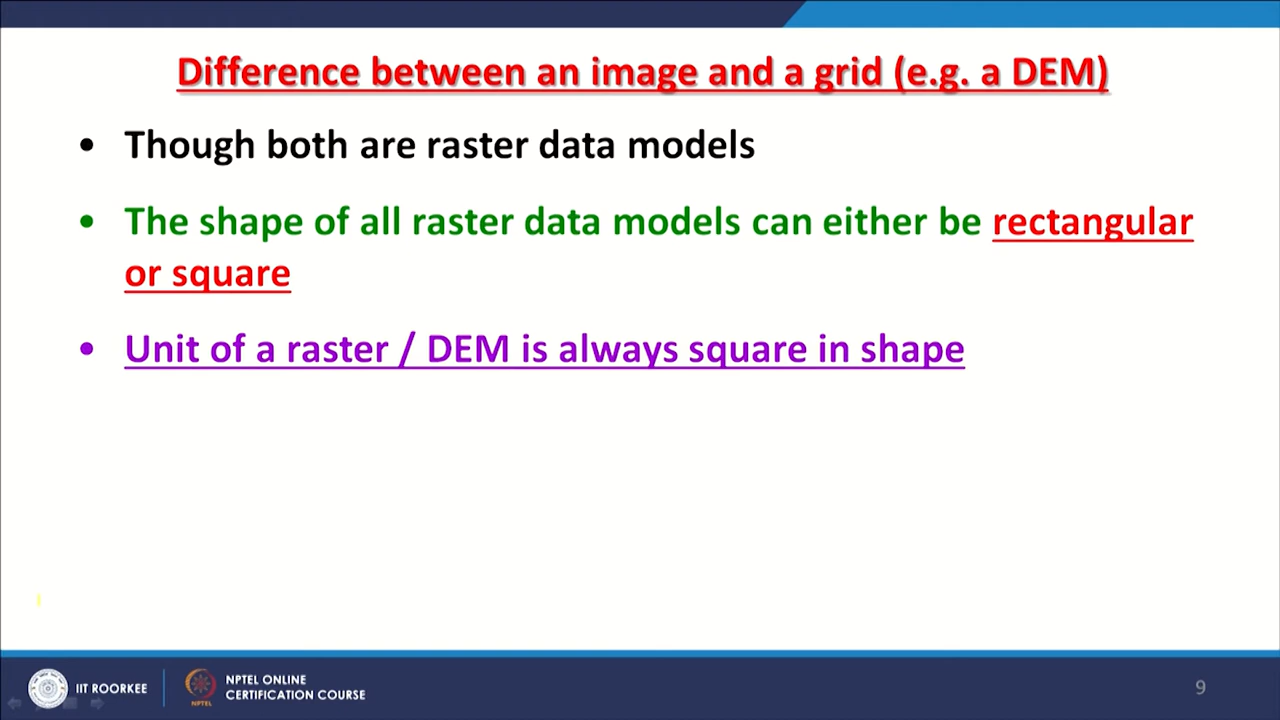 Difference between an image and a grid (e.g. a DEM)
• Though both are raster data models
• The shape of all raster data models can either be rectangular
or square
• Unit of a raster / DEM is always square in shape
IIT ROORKEE
NPTEL ONLINE
CERTIFICATION COURSE
NPTEL
9